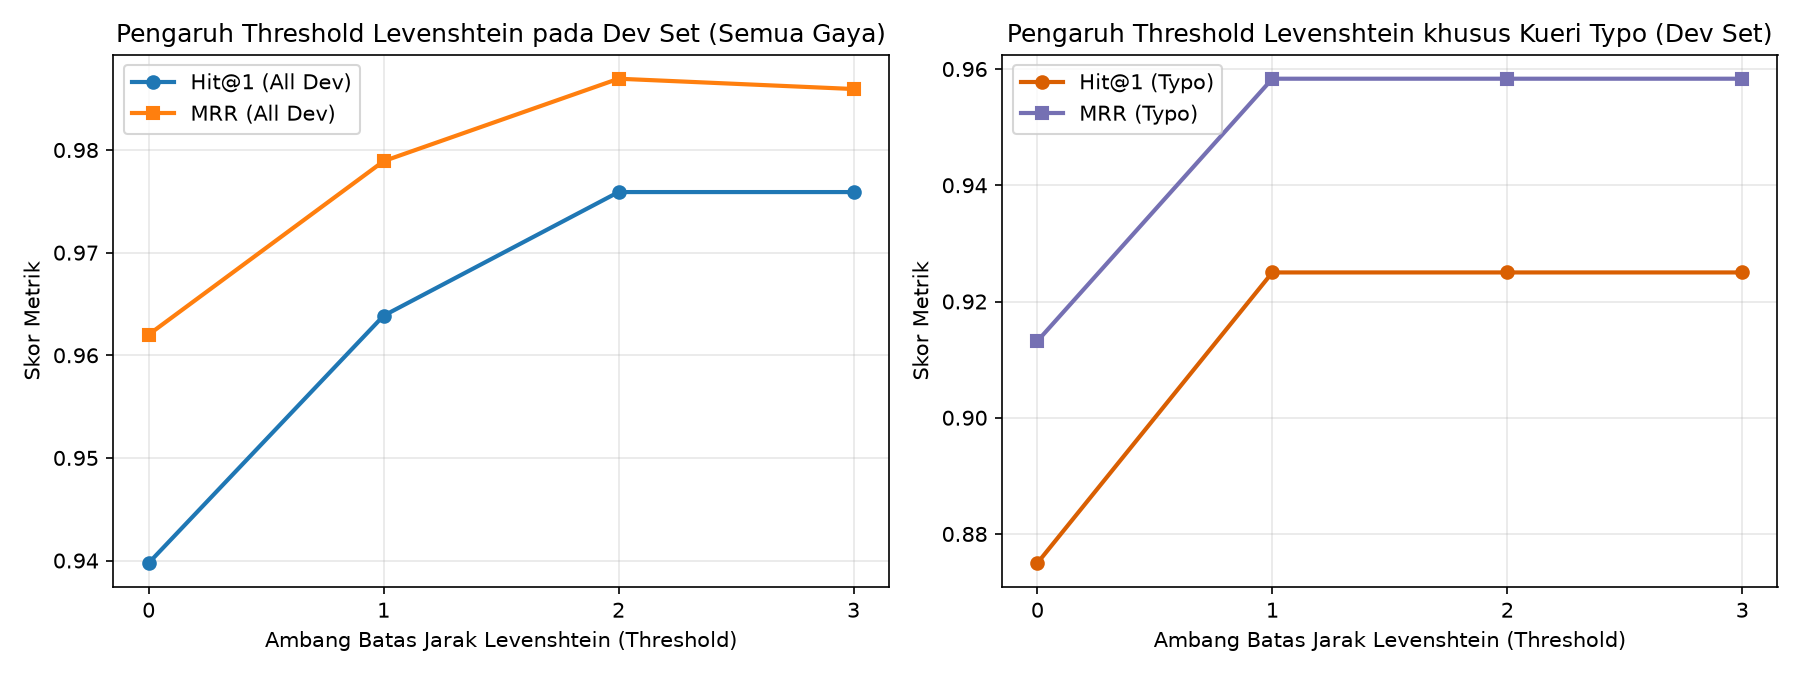 Pengaruh Threshold Levenshtein pada Dev Set (Semua Gaya)
Hit@1 (All Dev)
MRR (All Dev)
Skor Metrik
0.98
0.97
0.96
0.95
0.94
0 1 2 3
Ambang Batas Jarak Levenshtein (Threshold)
Pengaruh Threshold Levenshtein khusus Kueri Typo (Dev Set)
Hit@1 (Typo)
MRR (Typo)
Skor Metrik
0.96
0.94
0.92
0.90
0.88
0 1 2 3
Ambang Batas Jarak Levenshtein (Threshold)